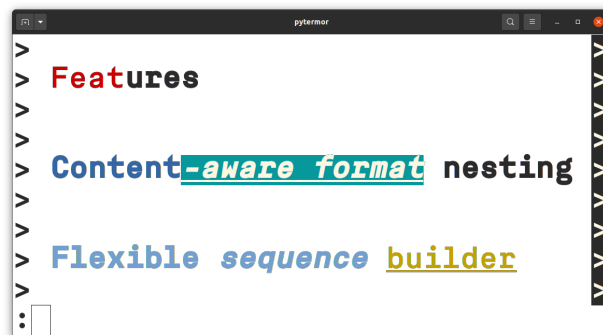 pytermor
>
> Features >
> >
> >
> Content-aware format nesting >
> >
> >
> Flexible sequence builder >
> >
: